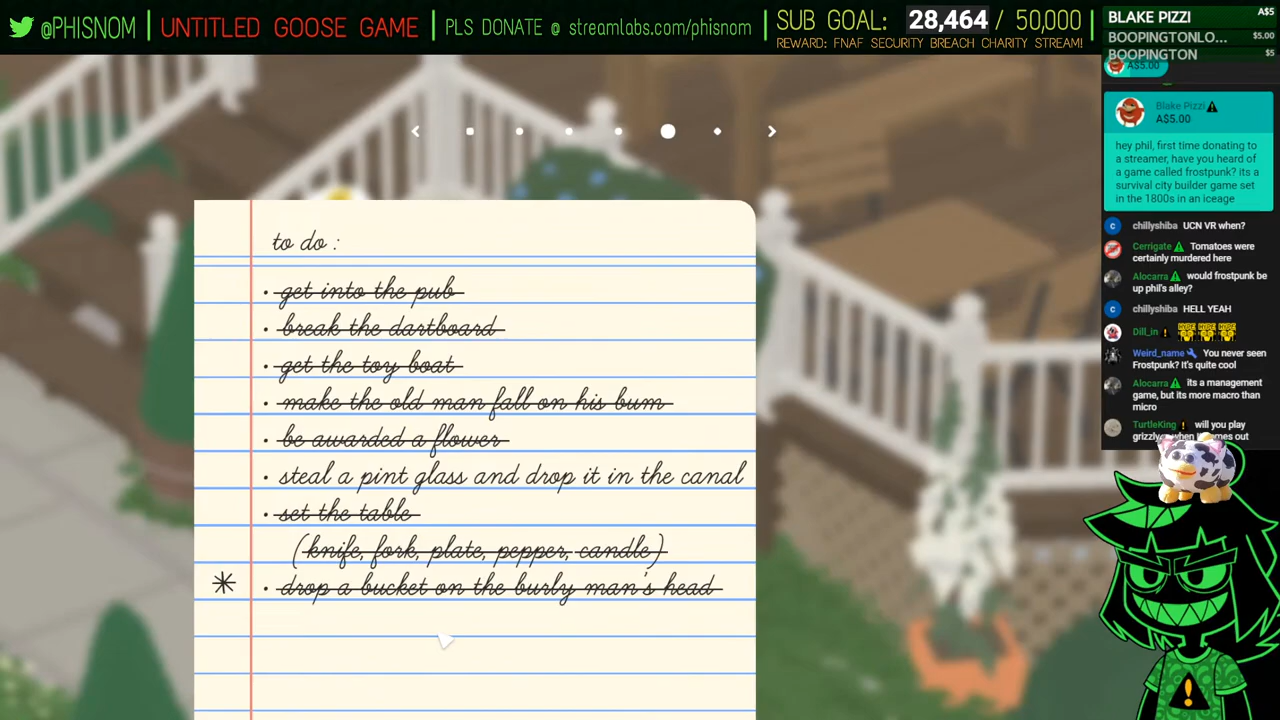 @PHISNOM | UNTITLED GOOSE GAME | PLS DONATE @ streamlabs.com/phisnom | SUB GOAL: 28,464 / 50,000
REWARD: FNAF SECURITY BREACH CHARITY STREAM!
BLAKE PIZZI A$5
BOOPINGTONLO... $5.00
BOOPINGTON $5
A$5.00
Blake Pizzi
A$5.00
hey phil, first time donating to
a streamer, have you heard of
a game called frostpunk? its a
survival city builder game set
in the 1800s in an iceage
chillyshiba UCN VR when?
Cerrigate Tomatoes were
certainly murdered here
Alocarra would frostpunk be
up phil's alley?
chillyshiba HELL YEAH
Dill_in
Weird_name You never seen
Frostpunk? It's quite cool
Alocarra its a management
game, but its more macro than
micro
TurtleKing will you play
to do :
• get into the pub
• break the dartboard
• get the toy boat
• make the old man fall on his bum
• be awarded a flower
• steal a pint glass and drop it in the canal
• set the table
(knife, fork, plate, pepper, candle)
• drop a bucket on the burly man's head